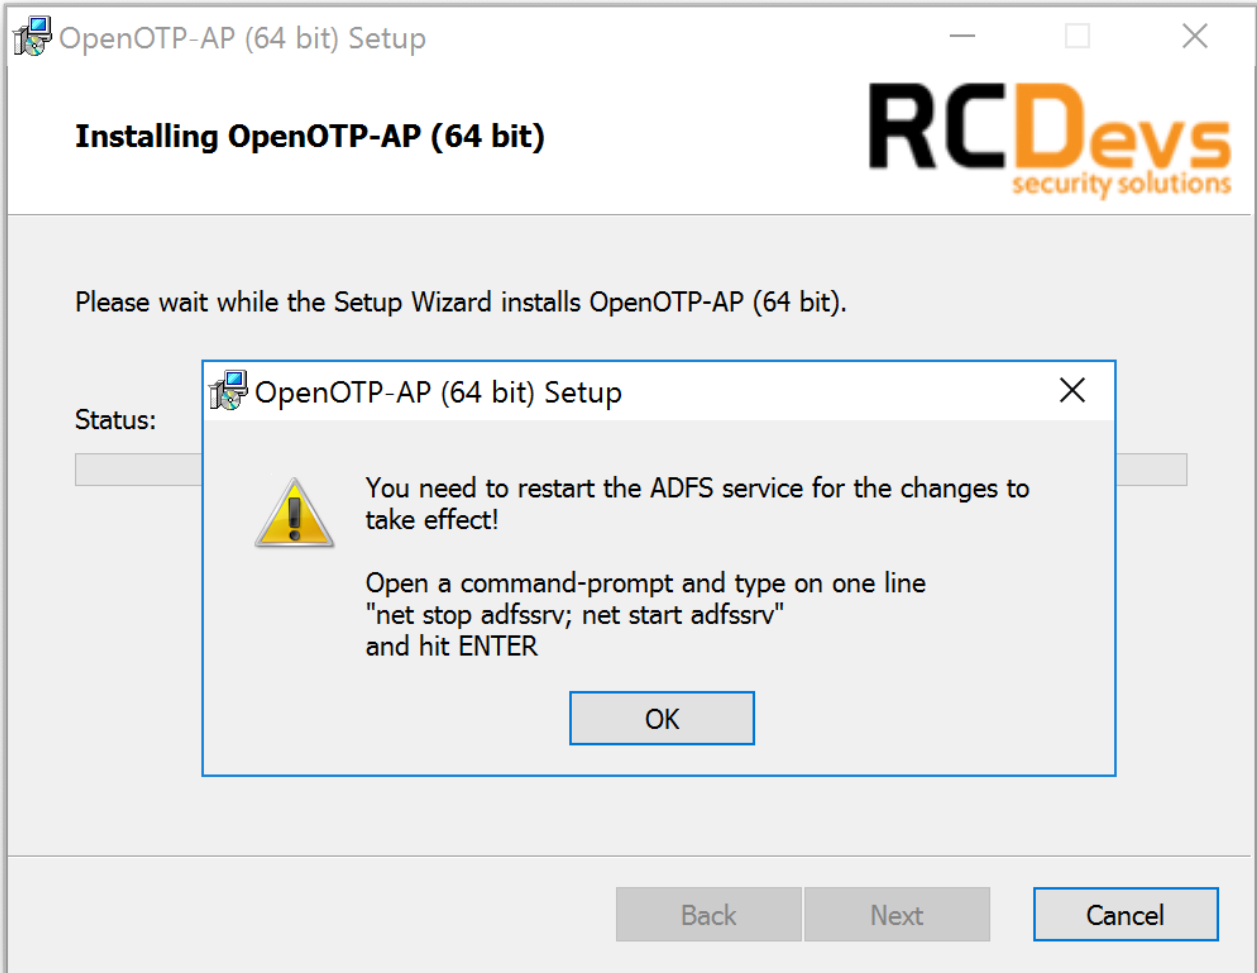 OpenOTP-AP (64 bit) Setup
Installing OpenOTP-AP (64 bit)
RCDevs
security solutions
Please wait while the Setup Wizard installs OpenOTP-AP (64 bit).
Status:
OpenOTP-AP (64 bit) Setup
You need to restart the ADFS service for the changes to
take effect!
Open a command-prompt and type on one line
"net stop adfssrv; net start adfssrv"
and hit ENTER
OK
Back
Next
Cancel